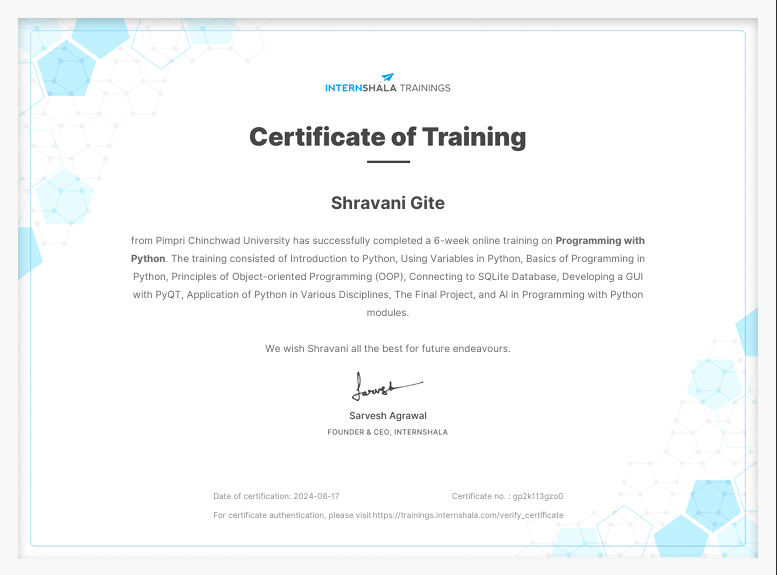 INTERNSHALA TRAININGS
Certificate of Training
Shravani Gite
from Pimpri Chinchwad University has successfully completed a 6-week online training on Programming with
Python. The training consisted of Introduction to Python, Using Variables in Python, Basics of Programming in
Python, Principles of Object-oriented Programming (OOP), Connecting to SQLite Database, Developing a GUI
with PyQT, Application of Python in Various Disciplines, The Final Project, and AI in Programming with Python
modules.
We wish Shravani all the best for future endeavours.
Sarvesh
Sarvesh Agrawal
FOUNDER & CEO, INTERNSHALA
Date of certification: 2024-08-17 Certificate no. : gp2k113gzo0
For certificate authentication, please visit https://trainings.internshala.com/verify_certificate